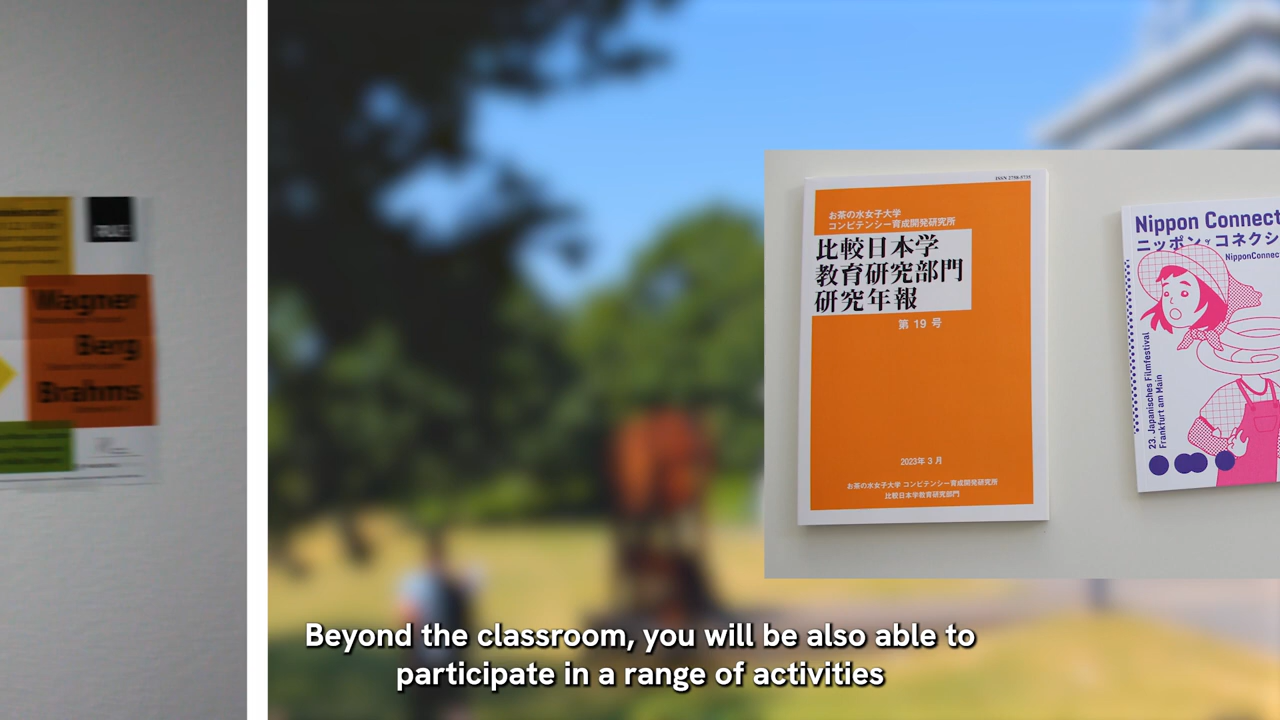 Magner
Berg
Brahms
ISSN 2758-5735
お茶の水女子大学
コンピテンシー育成開発研究所
比較日本学
教育研究部門
研究年報
第 19 号
2023年 3 月
お茶の水女子大学 コンピテンシー育成開発研究所
比較日本学教育研究部門
Nippon Connect
ニッポン・コネクシ
NipponConnec
23. Japanisches Filmfestival
Frankfurt am Main
Beyond the classroom, you will be also able to
participate in a range of activities